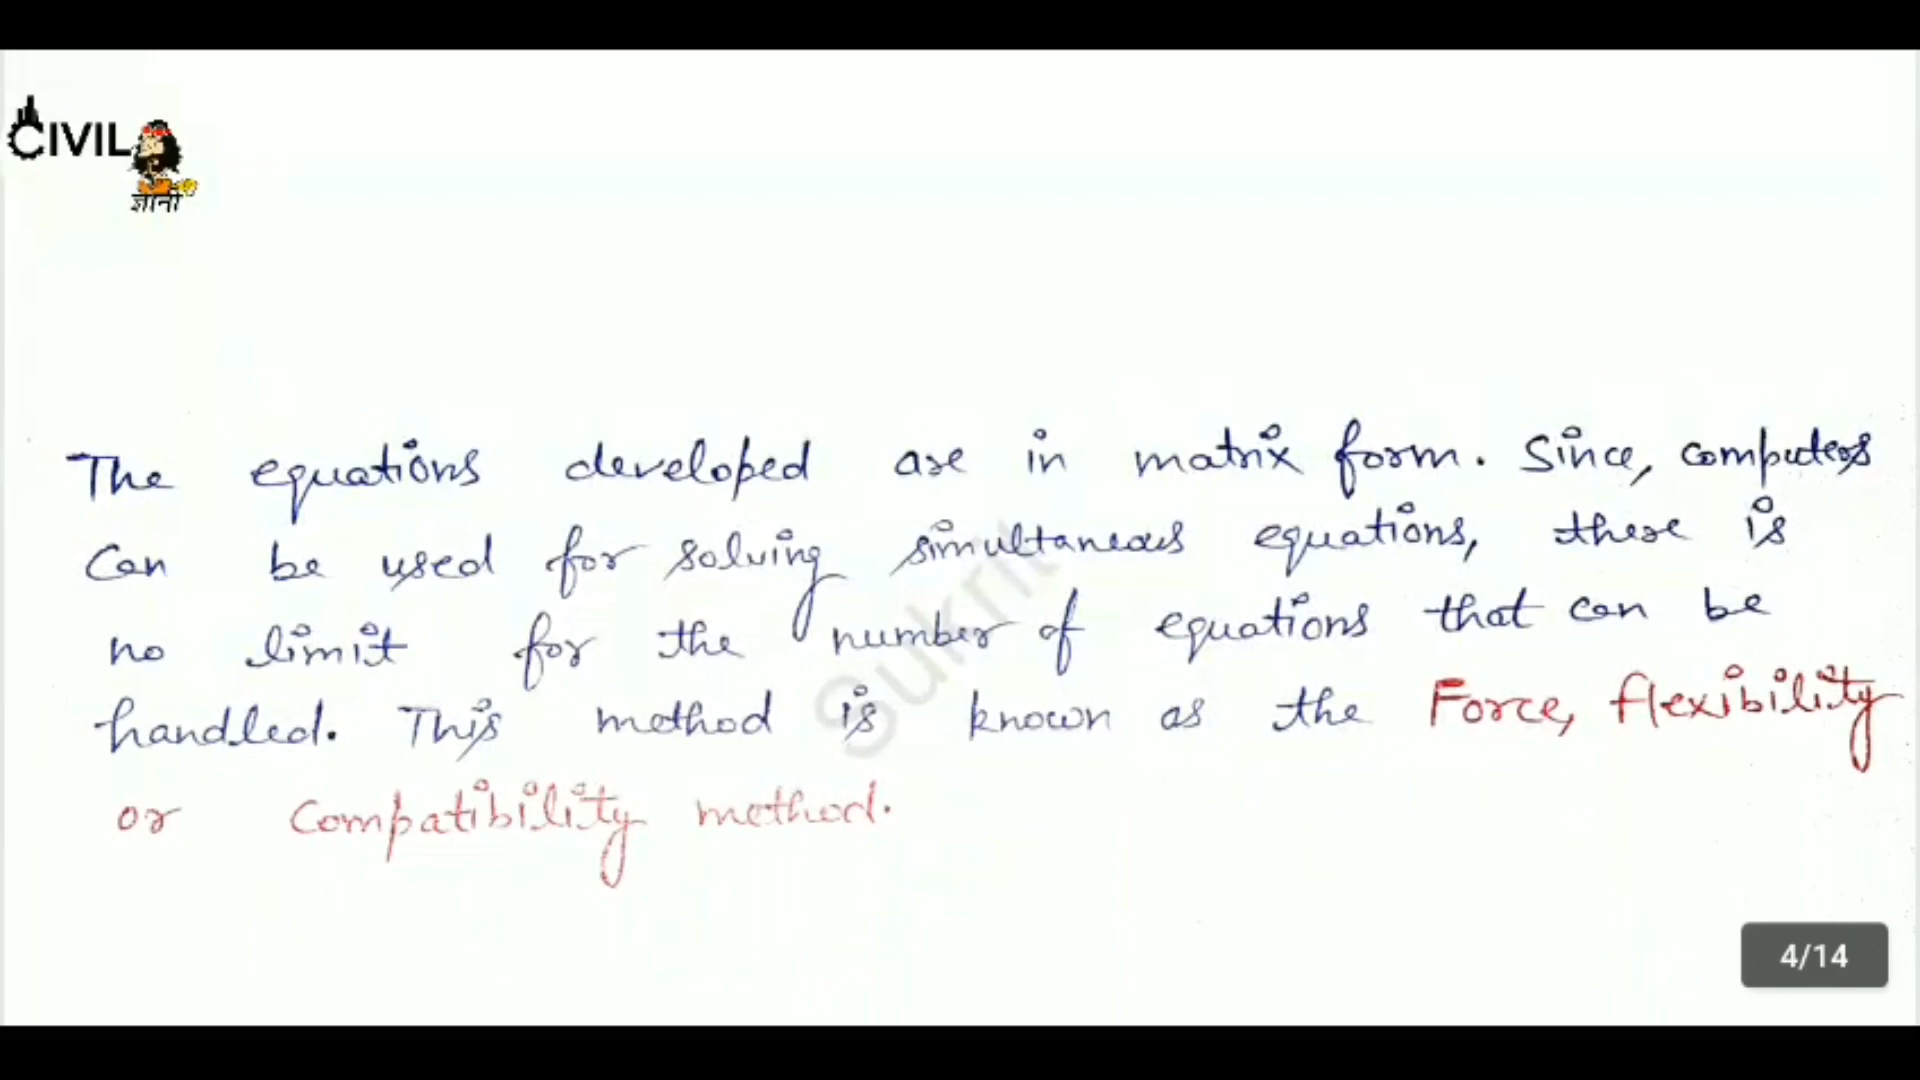 CIVIL
ज्ञानी
The equations developed are in matrix form. Since, computers
can be used for solving simultaneous equations, there is
no limit for the number of equations that can be
handled. This method is known as the Force, flexibility
or compatibility method.
Sukrit
4/14